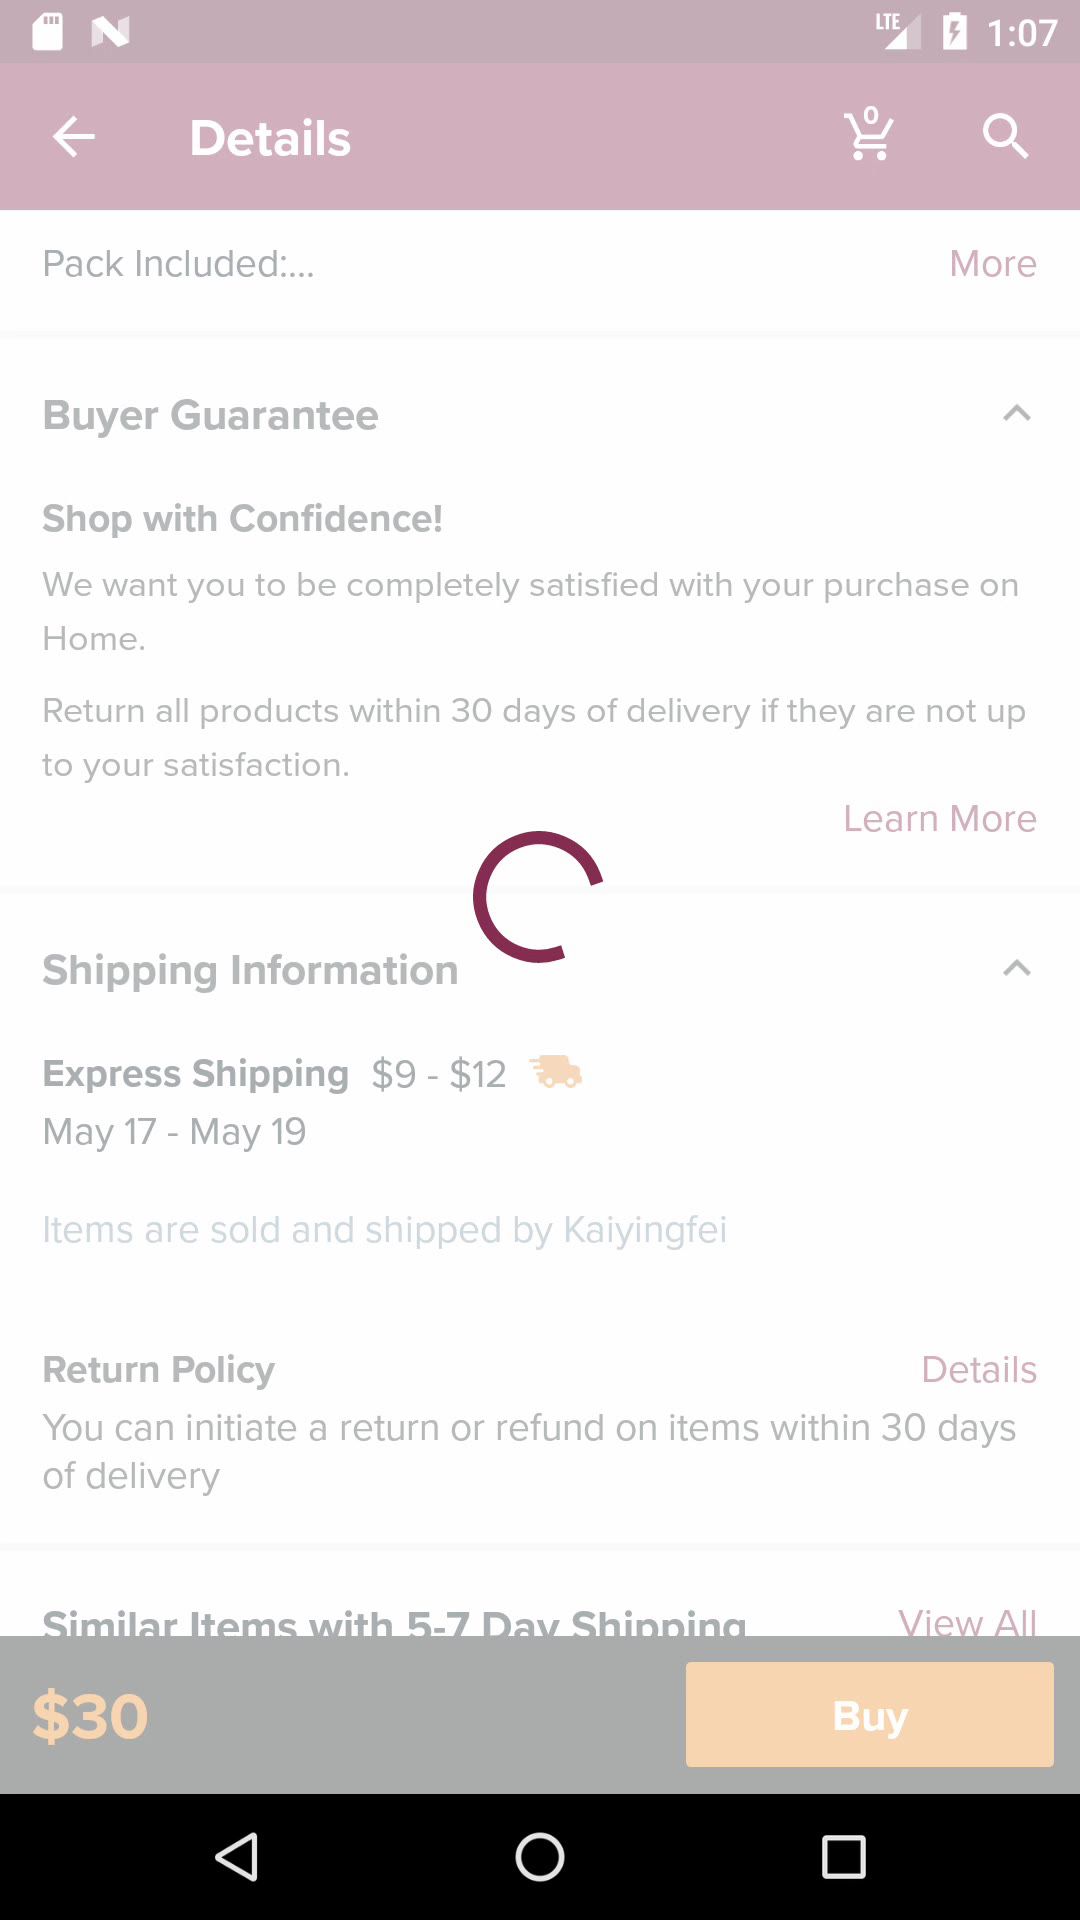 LTE 1:07
Details 0
Pack Included:... More
Buyer Guarantee
Shop with Confidence!
We want you to be completely satisfied with your purchase on
Home.
Return all products within 30 days of delivery if they are not up
to your satisfaction.
Learn More
Shipping Information
Express Shipping $9 - $12
May 17 - May 19
Items are sold and shipped by Kaiyingfei
Return Policy Details
You can initiate a return or refund on items within 30 days
of delivery
Similar Items with 5-7 Day Shipping View All
$30 Buy